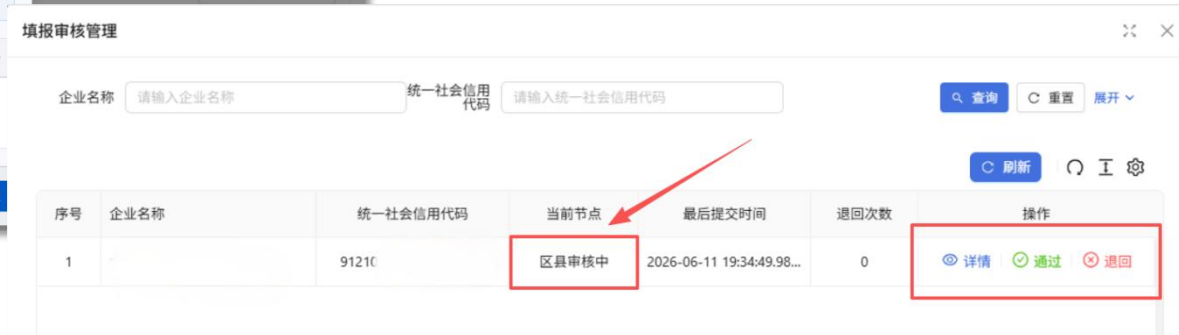 填报审核管理
企业名称 请输入企业名称 统一社会信用代码 请输入统一社会信用代码 查询 重置 展开
刷新
序号 企业名称 统一社会信用代码 当前节点 最后提交时间 退回次数 操作
1 9121 区县审核中 2026-06-11 19:34:49.98... 0 详情 通过 退回